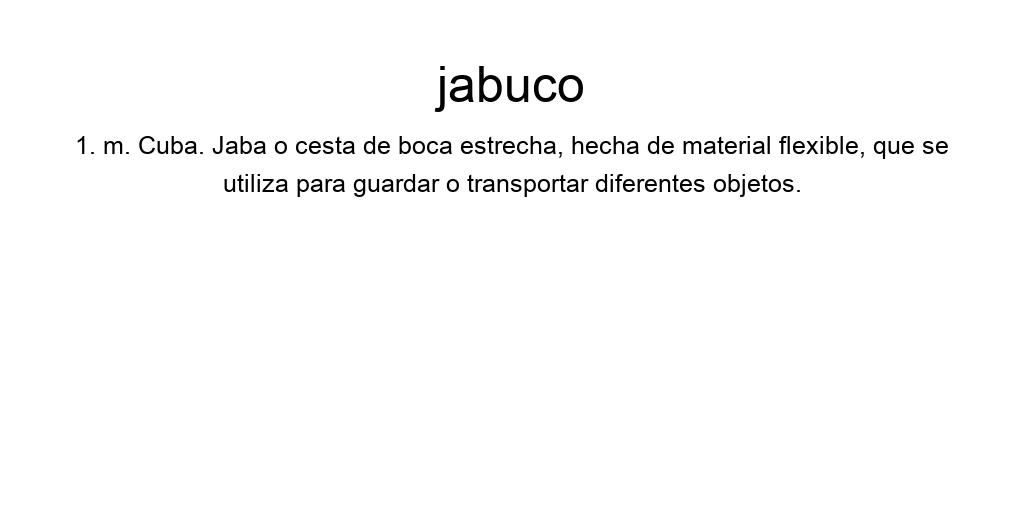 jabuco
1. m. Cuba. Jaba o cesta de boca estrecha, hecha de material flexible, que se
utiliza para guardar o transportar diferentes objetos.